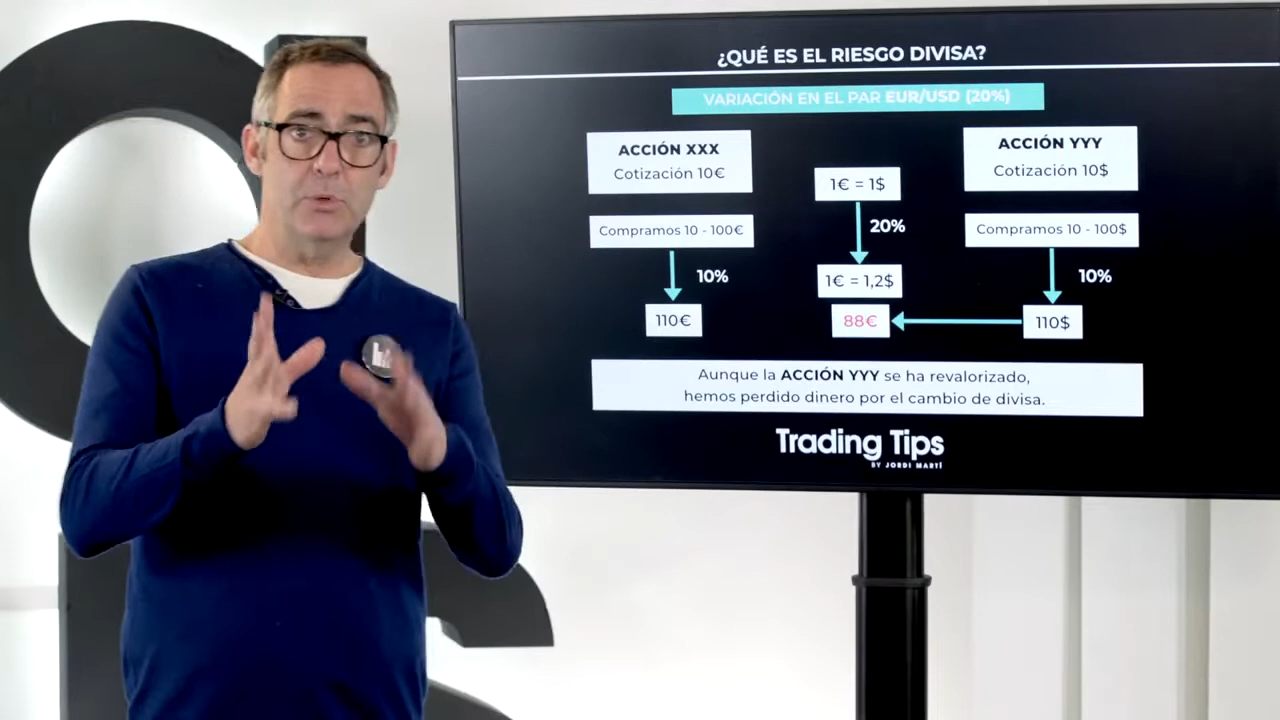 ¿QUÉ ES EL RIESGO DIVISA?
VARIACIÓN EN EL PAR EUR/USD (20%)
ACCIÓN XXX
Cotización 10€
Compramos 10 - 100€
10%
110€
1€ = 1$
20%
1€ = 1,2$
88€
ACCIÓN YYY
Cotización 10$
Compramos 10 - 100$
10%
110$
Aunque la ACCIÓN YYY se ha revalorizado,
hemos perdido dinero por el cambio de divisa.
Trading Tips
BY JORDI MARTÍ